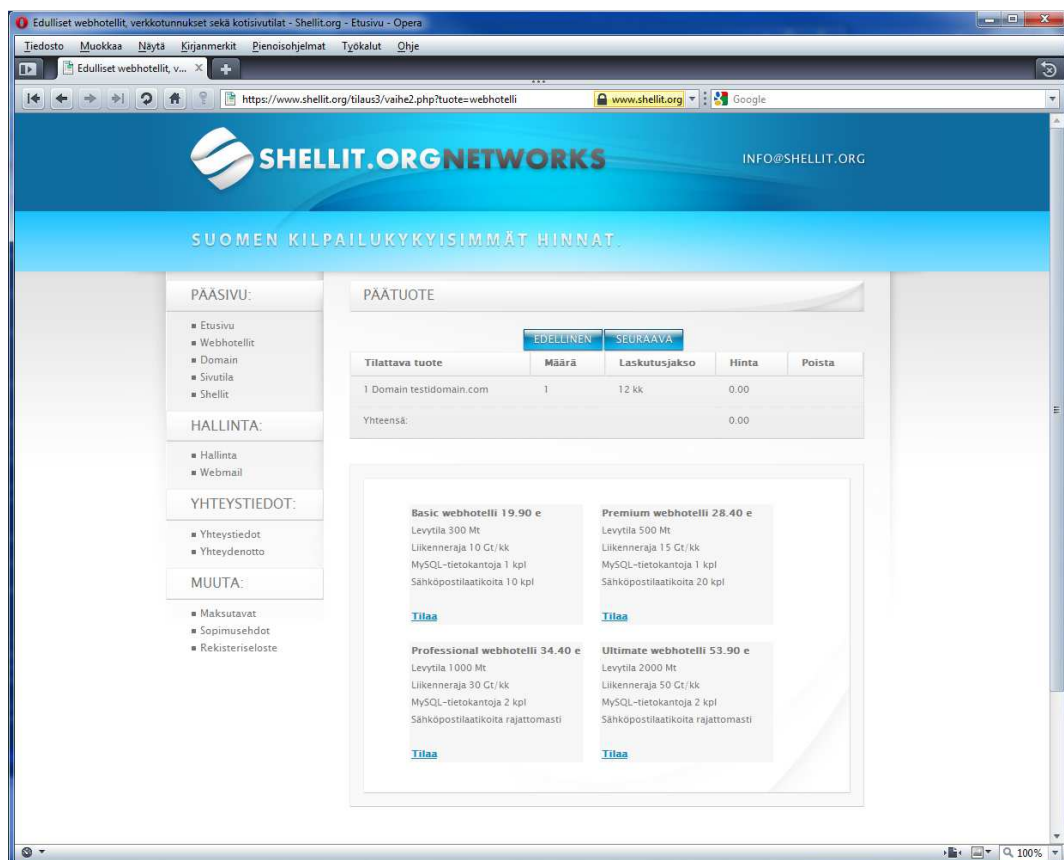 Edulliset webhotellit, verkkotunnukset sekä kotisivutilat - Shellit.org - Etusivu - Opera
Tiedosto Muokkaa Näytä Kirjanmerkit Pienoisohjelmat Työkalut Ohje
Edulliset webhotellit, v...
https://www.shellit.org/tilaus3/vaihe2.php?tuote=webhotelli www.shellit.org Google
SHELLIT.ORGNETWORKS INFO@SHELLIT.ORG
SUOMEN KILPAILUKYKYISIMMÄT HINNAT.
PÄÄSIVU:
Etusivu
Webhotellit
Domain
Sivutila
Shellit
HALLINTA:
Hallinta
Webmail
YHTEYSTIEDOT:
Yhteystiedot
Yhteydenotto
MUUTA:
Maksutavat
Sopimusehdot
Rekisteriseloste
PÄÄTUOTE
EDELLINEN SEURAAVA
Tilattava tuote Määrä Laskutusjakso Hinta Poista
1 Domain testidomain.com 1 12 kk 0.00
Yhteensä: 0.00
Basic webhotelli 19.90 e
Levytila 300 Mt
Liikenneraja 10 Gt/kk
MySQL-tietokantoja 1 kpl
Sähköpostilaatikoita 10 kpl
Tilaa
Premium webhotelli 28.40 e
Levytila 500 Mt
Liikenneraja 15 Gt/kk
MySQL-tietokantoja 1 kpl
Sähköpostilaatikoita 20 kpl
Tilaa
Professional webhotelli 34.40 e
Levytila 1000 Mt
Liikenneraja 30 Gt/kk
MySQL-tietokantoja 2 kpl
Sähköpostilaatikoita rajattomasti
Tilaa
Ultimate webhotelli 53.90 e
Levytila 2000 Mt
Liikenneraja 50 Gt/kk
MySQL-tietokantoja 2 kpl
Sähköpostilaatikoita rajattomasti
Tilaa
100%